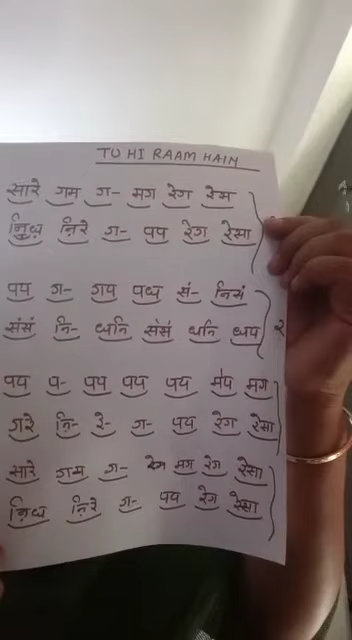 TU HI RAAM HAIN
सारे गम ग- मग रेग रेम
नि़ध़ नि़रे ग- पप रेग रेसा
पप ग- गप पध सं- निसं
संसं नि- धनि संसं धनि धप
२
पप प- पप पप पप मंप मग
गरे नि़- रे- ग- पप रेग रेसा
सारे गम ग- मग रेग रेसा
नि़ध़ नि़रे ग- पप रेग रेसा